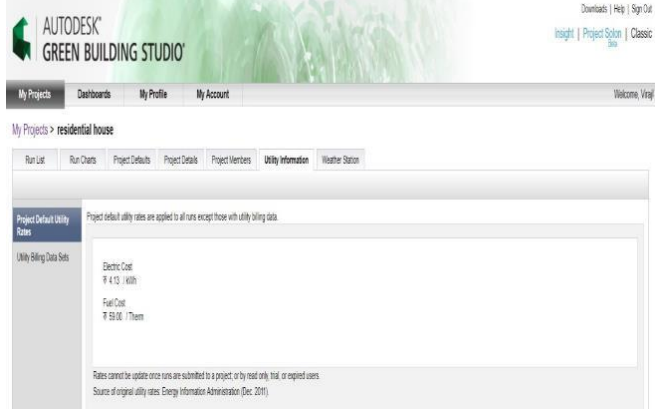 Downloads | Help | Sign Out
AUTODESK®
GREEN BUILDING STUDIO®
Insight | Project Solon | Classic
Beta
My Projects Dashboards My Profile My Account Welcome, Viraj!
My Projects > residential house
Run List Run Charts Project Defaults Project Details Project Members Utility Information Weather Station
Project Default Utility
Rates
Project default utility rates are applied to all runs except those with utility billing data.
Utility Billing Data Sets
Electric Cost
₹ 4.13 / kWh
Fuel Cost
₹ 59.00 / Therm
Rates cannot be update once runs are submitted to a project; or by read only, trial, or expired users.
Source of original utility rates: Energy Information Administration (Dec. 2011).